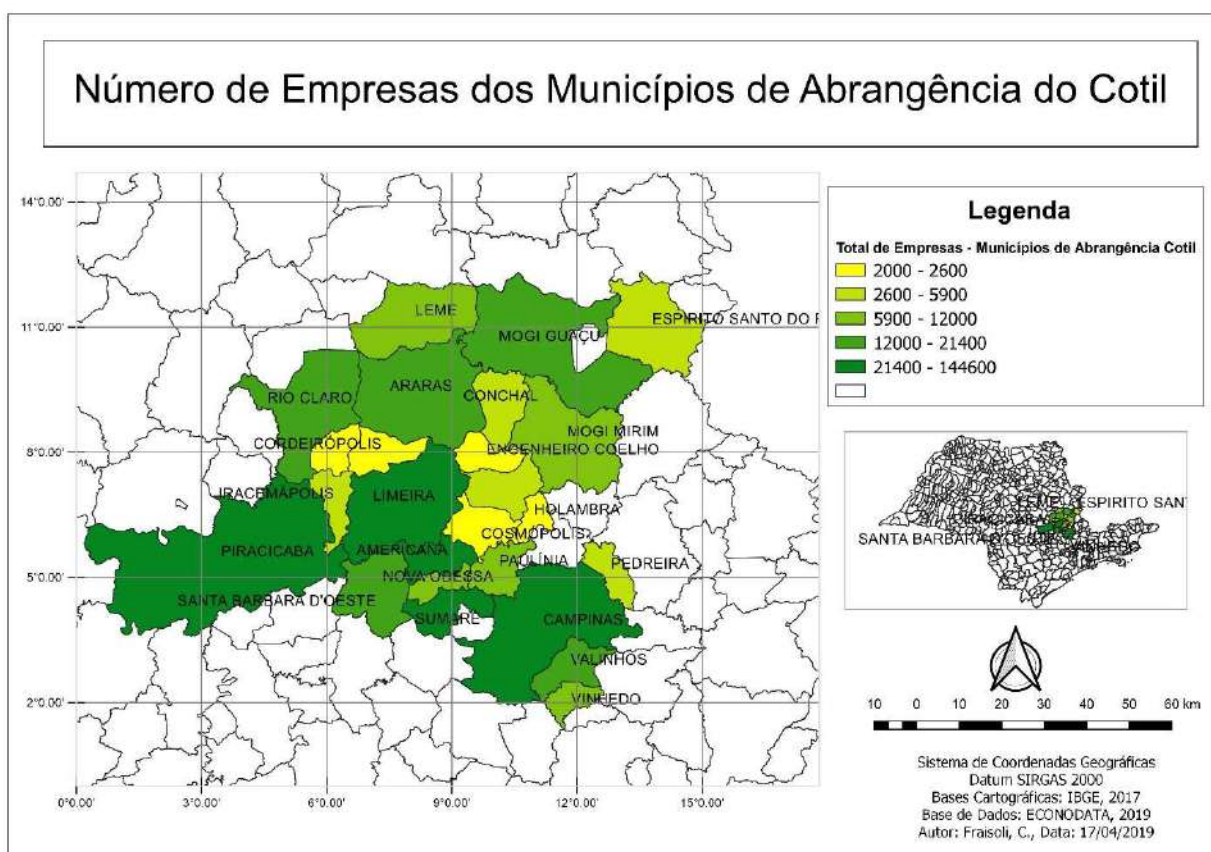 Número de Empresas dos Municípios de Abrangência do Cotil
14°0.00'
11°0.00'
8°0.00'
5°0.00'
2°0.00'
0°0.00'
3°0.00'
6°0.00'
9°0.00'
12°0.00'
15°0.00'
LEME
ESPIRITO SANTO DO
MOGI GUAÇU
ARARAS
RIO CLARO
CONCHAL
MOGI MIRIM
CORDEIRÓPOLIS
ENGENHEIRO COELHO
IRACEMÁPOLIS
LIMEIRA
HOLAMBRA
COSMÓPOLIS
PIRACICABA
AMERICANA
PAULÍNIA
PEDREIRA
NOVA ODESSA
SANTA BARBARA D'OESTE
SUMARÉ
CAMPINAS
VALINHOS
VINHEDO
Legenda
Total de Empresas - Municípios de Abrangência Cotil
2000 - 2600
2600 - 5900
5900 - 12000
12000 - 21400
21400 - 144600
LEME ESPIRITO SANT
SANTA BARBARA D'OESTE
10 0 10 20 30 40 50 60 km
Sistema de Coordenadas Geográficas
Datum SIRGAS 2000
Bases Cartográficas: IBGE, 2017
Base de Dados: ECONODATA, 2019
Autor: Fraisoli, C., Data: 17/04/2019